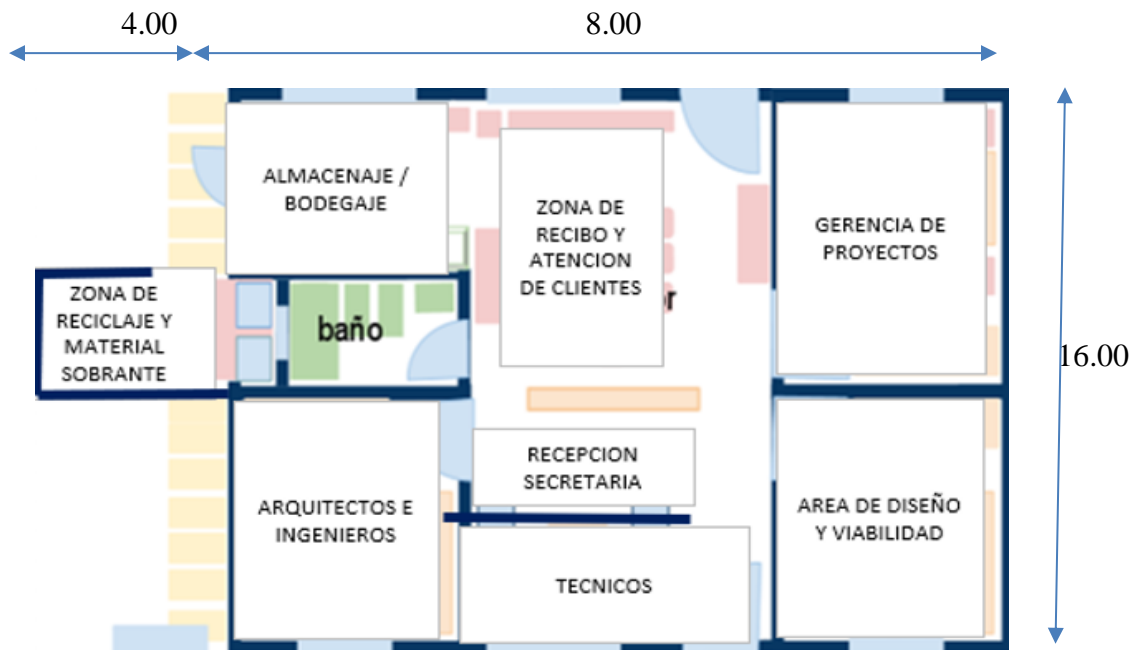 4.00
8.00
ALMACENAJE /
BODEGAJE
ZONA DE
RECIBO Y
ATENCION
DE CLIENTES
GERENCIA DE
PROYECTOS
ZONA DE
RECICLAJE Y
MATERIAL
SOBRANTE
baño
16.00
RECEPCION
SECRETARIA
ARQUITECTOS E
INGENIEROS
AREA DE DISEÑO
Y VIABILIDAD
TECNICOS